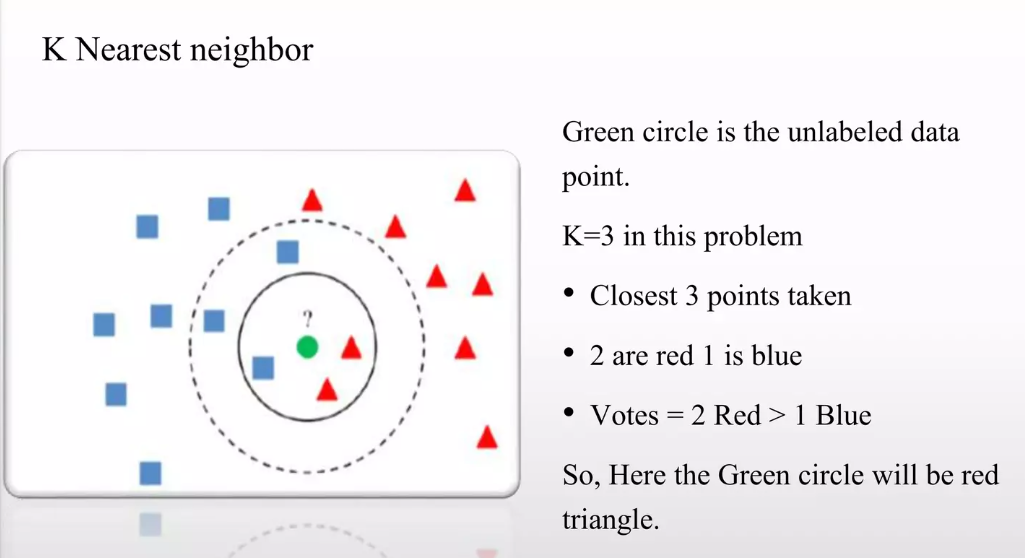 K Nearest neighbor
?
Green circle is the unlabeled data
point.
K=3 in this problem
• Closest 3 points taken
• 2 are red 1 is blue
• Votes = 2 Red > 1 Blue
So, Here the Green circle will be red
triangle.